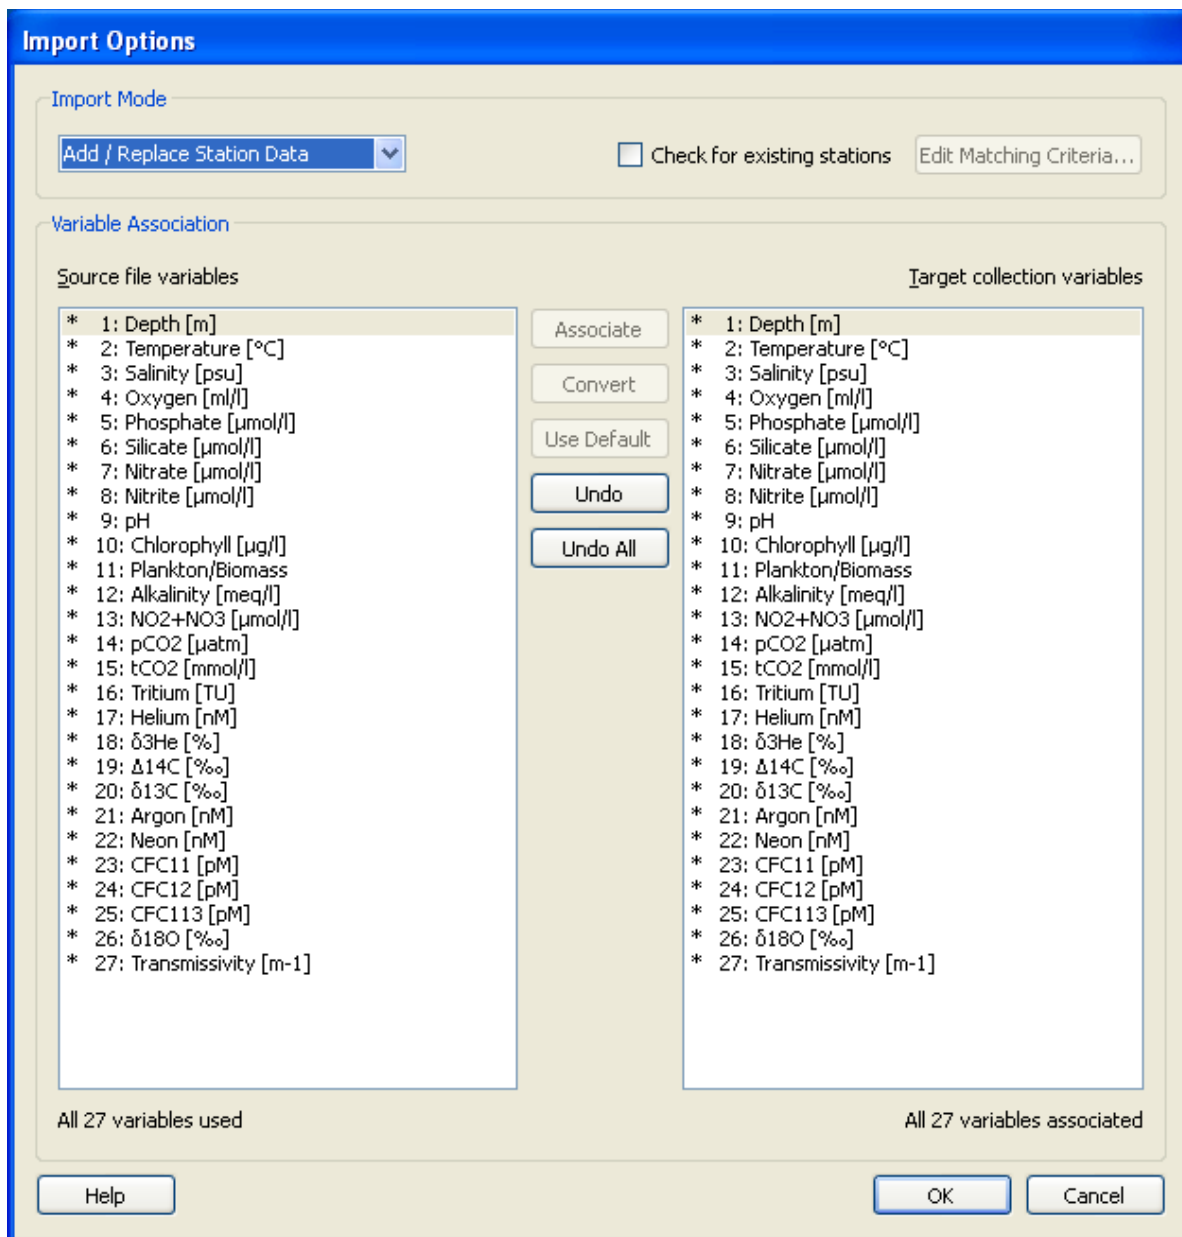 Import Options
Import Mode
Add / Replace Station Data
Check for existing stations
Edit Matching Criteria...
Variable Association
Source file variables
Target collection variables
* 1: Depth [m]
* 2: Temperature [°C]
* 3: Salinity [psu]
* 4: Oxygen [ml/l]
* 5: Phosphate [µmol/l]
* 6: Silicate [µmol/l]
* 7: Nitrate [µmol/l]
* 8: Nitrite [µmol/l]
* 9: pH
* 10: Chlorophyll [µg/l]
* 11: Plankton/Biomass
* 12: Alkalinity [meq/l]
* 13: NO2+NO3 [µmol/l]
* 14: pCO2 [µatm]
* 15: tCO2 [mmol/l]
* 16: Tritium [TU]
* 17: Helium [nM]
* 18: δ3He [%]
* 19: Δ14C [‰]
* 20: δ13C [‰]
* 21: Argon [nM]
* 22: Neon [nM]
* 23: CFC11 [pM]
* 24: CFC12 [pM]
* 25: CFC113 [pM]
* 26: δ18O [‰]
* 27: Transmissivity [m-1]
Associate
Convert
Use Default
Undo
Undo All
* 1: Depth [m]
* 2: Temperature [°C]
* 3: Salinity [psu]
* 4: Oxygen [ml/l]
* 5: Phosphate [µmol/l]
* 6: Silicate [µmol/l]
* 7: Nitrate [µmol/l]
* 8: Nitrite [µmol/l]
* 9: pH
* 10: Chlorophyll [µg/l]
* 11: Plankton/Biomass
* 12: Alkalinity [meq/l]
* 13: NO2+NO3 [µmol/l]
* 14: pCO2 [µatm]
* 15: tCO2 [mmol/l]
* 16: Tritium [TU]
* 17: Helium [nM]
* 18: δ3He [%]
* 19: Δ14C [‰]
* 20: δ13C [‰]
* 21: Argon [nM]
* 22: Neon [nM]
* 23: CFC11 [pM]
* 24: CFC12 [pM]
* 25: CFC113 [pM]
* 26: δ18O [‰]
* 27: Transmissivity [m-1]
All 27 variables used
All 27 variables associated
Help
OK
Cancel